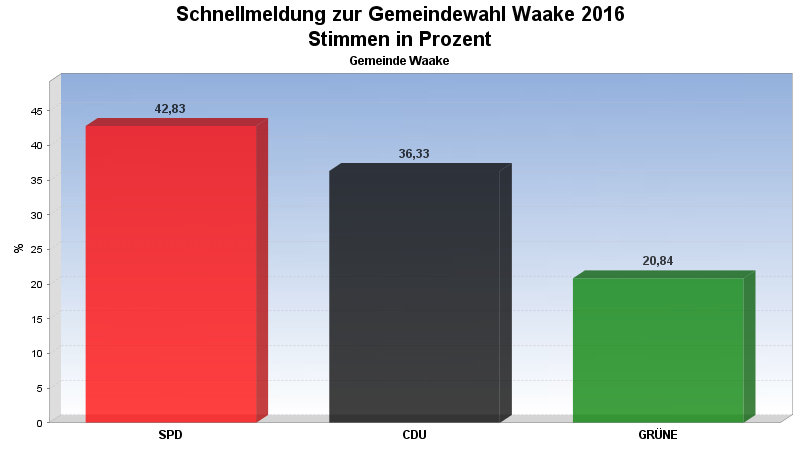 Schnellmeldung zur Gemeindewahl Waake 2016
Stimmen in Prozent
Gemeinde Waake
42,83
36,33
20,84
%
45
40
35
30
25
20
15
10
5
0
SPD
CDU
GRÜNE